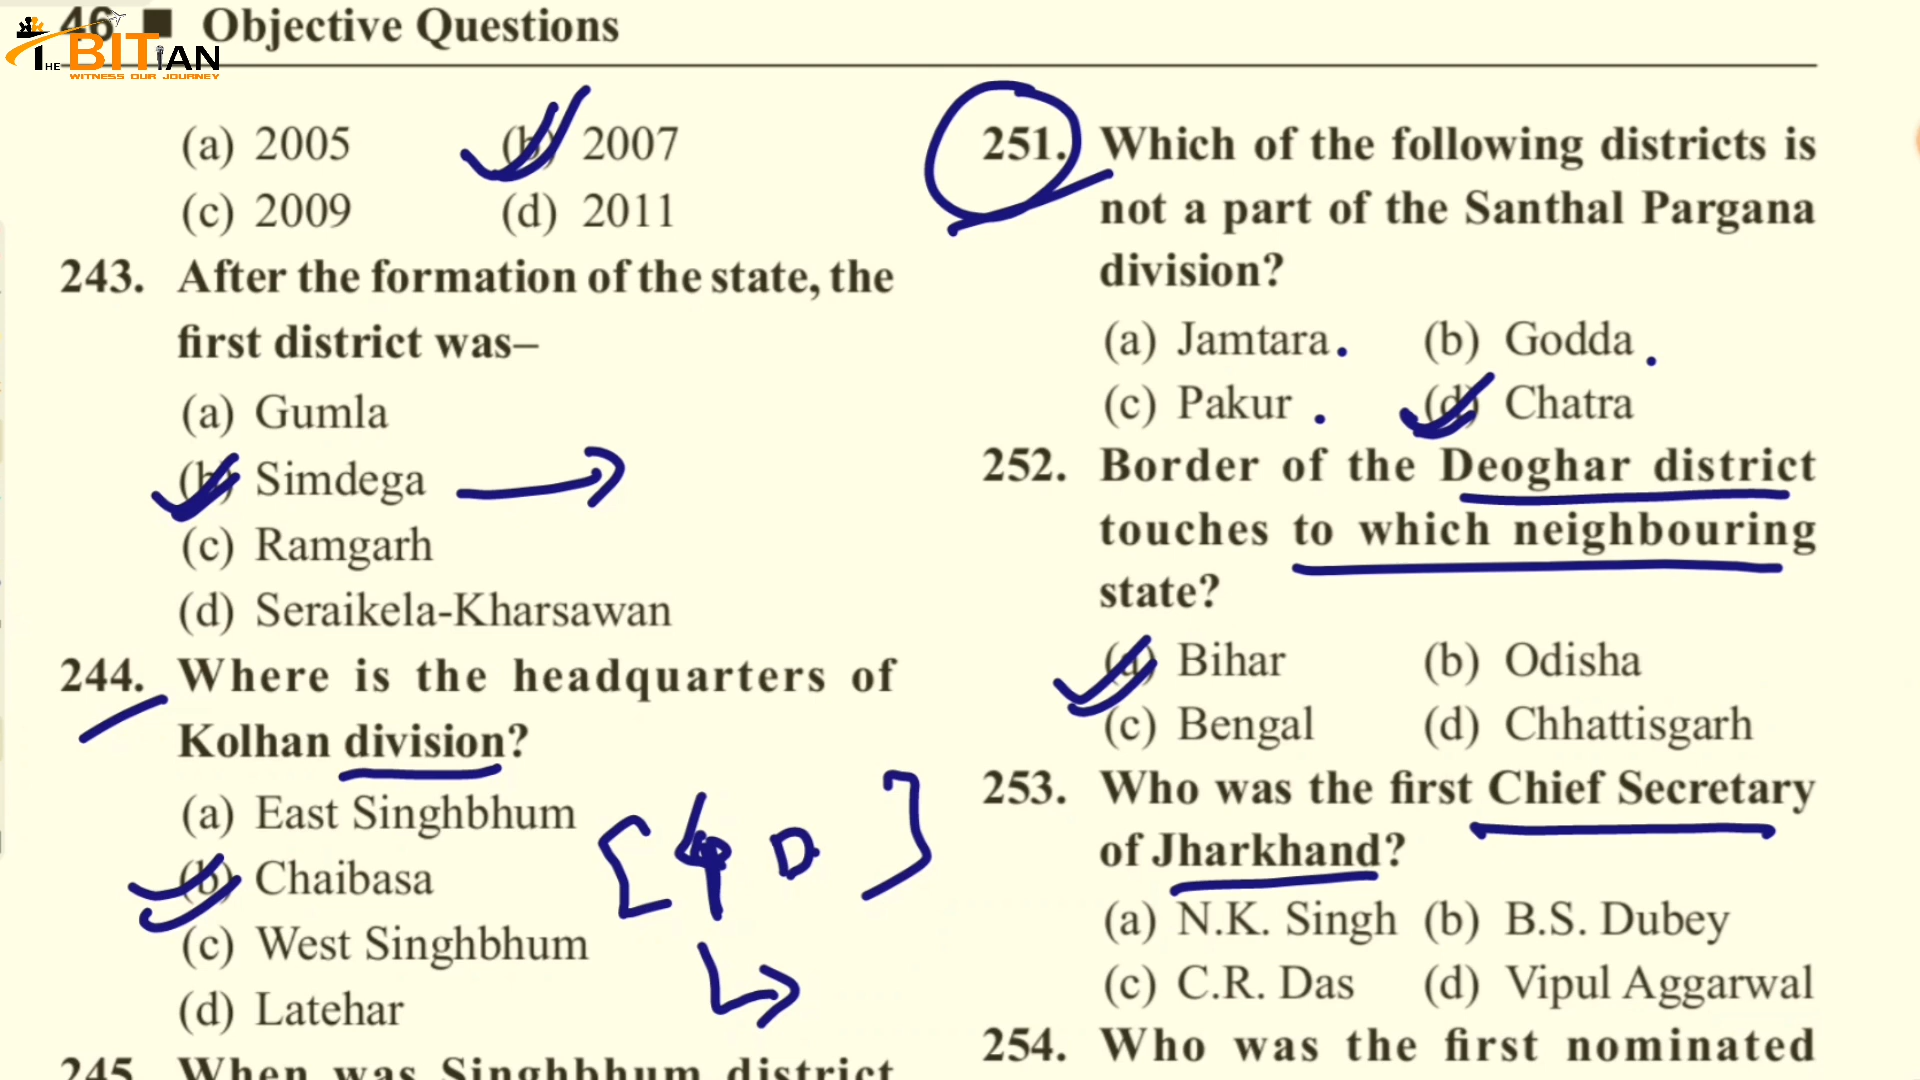 46 ■ Objective Questions
THE BITIAN
WITNESS OUR JOURNEY
(a) 2005 (b) 2007
(c) 2009 (d) 2011
243. After the formation of the state, the
first district was–
(a) Gumla
(b) Simdega
(c) Ramgarh
(d) Seraikela-Kharsawan
244. Where is the headquarters of
Kolhan division?
(a) East Singhbhum
(b) Chaibasa
(c) West Singhbhum
(d) Latehar
245. When was Singhbhum district
251. Which of the following districts is
not a part of the Santhal Pargana
division?
(a) Jamtara (b) Godda
(c) Pakur (d) Chatra
252. Border of the Deoghar district
touches to which neighbouring
state?
(a) Bihar (b) Odisha
(c) Bengal (d) Chhattisgarh
253. Who was the first Chief Secretary
of Jharkhand?
(a) N.K. Singh (b) B.S. Dubey
(c) C.R. Das (d) Vipul Aggarwal
254. Who was the first nominated